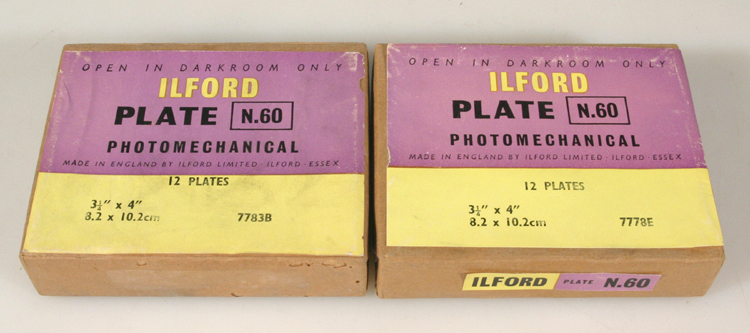 OPEN IN DARKROOM ONLY
ILFORD
PLATE N.60
PHOTOMECHANICAL
MADE IN ENGLAND BY ILFORD LIMITED · ILFORD · ESSEX
12 PLATES
3¼" x 4"
8.2 x 10.2cm 7783B
OPEN IN DARKROOM ONLY
ILFORD
PLATE N.60
PHOTOMECHANICAL
MADE IN ENGLAND BY ILFORD LIMITED · ILFORD · ESSEX
12 PLATES
3¼" x 4"
8.2 x 10.2cm 7778E
ILFORD PLATE N.60